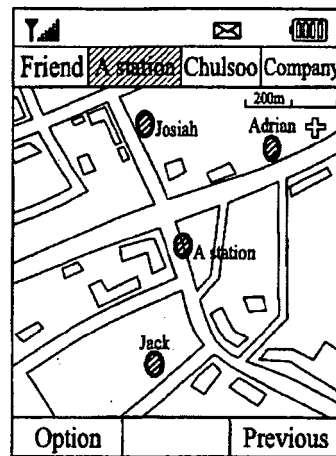 Friend A station Chulsoo Company
200m
Josiah Adrian
A station
Jack
Option Previous